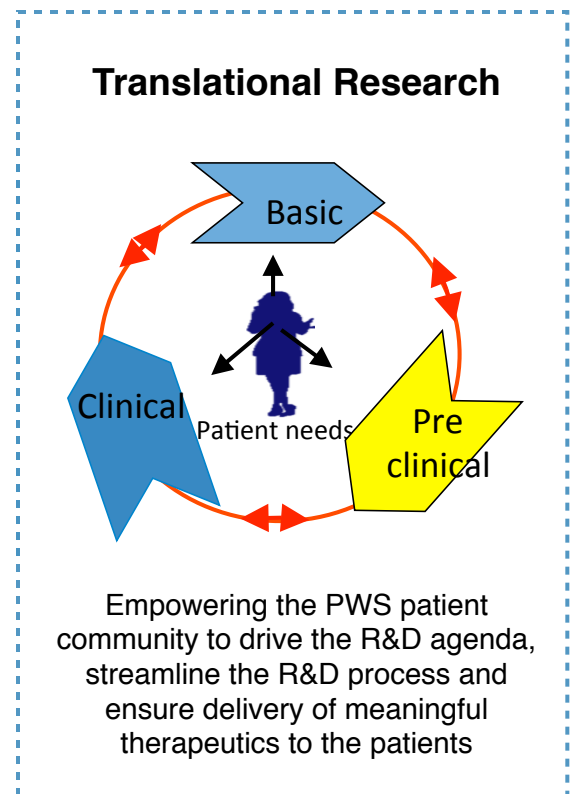 Translational Research
Basic
Clinical
Patient needs
Pre
clinical
Empowering the PWS patient
community to drive the R&D agenda,
streamline the R&D process and
ensure delivery of meaningful
therapeutics to the patients